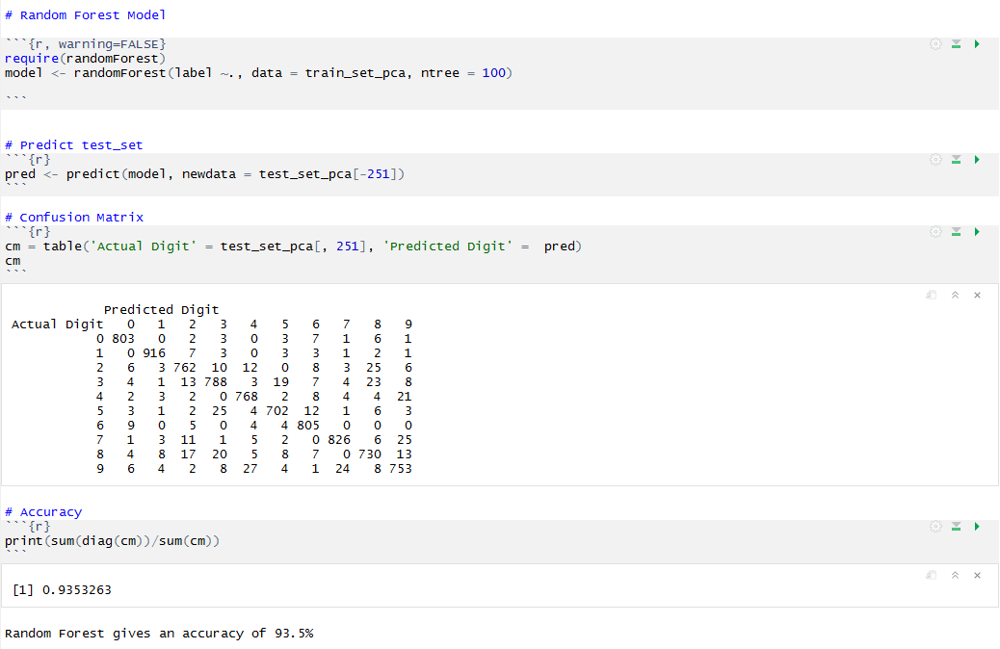 # Random Forest Model
```{r, warning=FALSE}
require(randomForest)
model <- randomForest(label ~., data = train_set_pca, ntree = 100)
```
# Predict test_set
```{r}
pred <- predict(model, newdata = test_set_pca[-251])
```
# Confusion Matrix
```{r}
cm = table('Actual Digit' = test_set_pca[, 251], 'Predicted Digit' =  pred)
cm
```
            Predicted Digit
Actual Digit   0   1   2   3   4   5   6   7   8   9
           0 803   0   2   3   0   3   7   1   6   1
           1   0 916   7   3   0   3   3   1   2   1
           2   6   3 762  10  12   0   8   3  25   6
           3   4   1  13 788   3  19   7   4  23   8
           4   2   3   2   0 768   2   8   4   4  21
           5   3   1   2  25   4 702  12   1   6   3
           6   9   0   5   0   4   4 805   0   0   0
           7   1   3  11   1   5   2   0 826   6  25
           8   4   8  17  20   5   8   7   0 730  13
           9   6   4   2   8  27   4   1  24   8 753
# Accuracy
```{r}
print(sum(diag(cm))/sum(cm))
```
[1] 0.9353263
Random Forest gives an accuracy of 93.5%